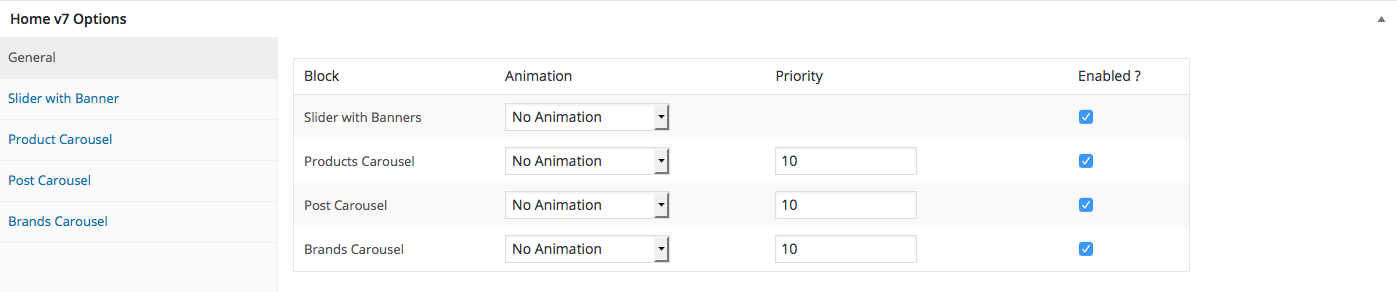 Home v7 Options
General
Slider with Banner
Product Carousel
Post Carousel
Brands Carousel
Block Animation Priority Enabled ?
Slider with Banners No Animation
Products Carousel No Animation 10
Post Carousel No Animation 10
Brands Carousel No Animation 10